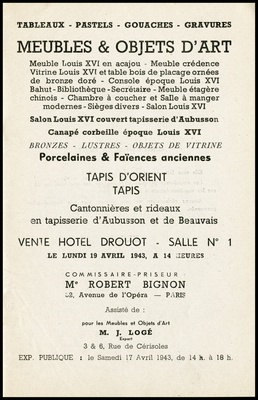 TABLEAUX - PASTELS - GOUACHES - GRAVURES
MEUBLES & OBJETS D'ART
Meuble Louis XVI en acajou - Meuble crédence
Vitrine Louis XVI et table bois de placage ornées
de bronze doré - Console époque Louis XVI
Bahut - Bibliothèque - Secrétaire - Meuble étagère
chinois - Chambre à coucher et Salle à manger
modernes - Sièges divers - Salon Louis XVI
Salon Louis XVI couvert tapisserie d'Aubusson
Canapé corbeille époque Louis XVI
BRONZES - LUSTRES - OBJETS DE VITRINE
Porcelaines & Faïences anciennes
TAPIS D'ORIENT
TAPIS
Cantonnières et rideaux
en tapisserie d'Aubusson et de Beauvais
VENTE HOTEL DROUOT - SALLE N° 1
LE LUNDI 19 AVRIL 1943, A 14 HEURES
COMMISSAIRE-PRISEUR :
Me ROBERT BIGNON
22, Avenue de l'Opéra — PARIS
Assisté de :
pour les Meubles et Objets d'Art
M. J. LOGÉ
Expert
3 & 6, Rue de Cérisoles
EXP. PUBLIQUE : le Samedi 17 Avril 1943, de 14 h. à 18 h.